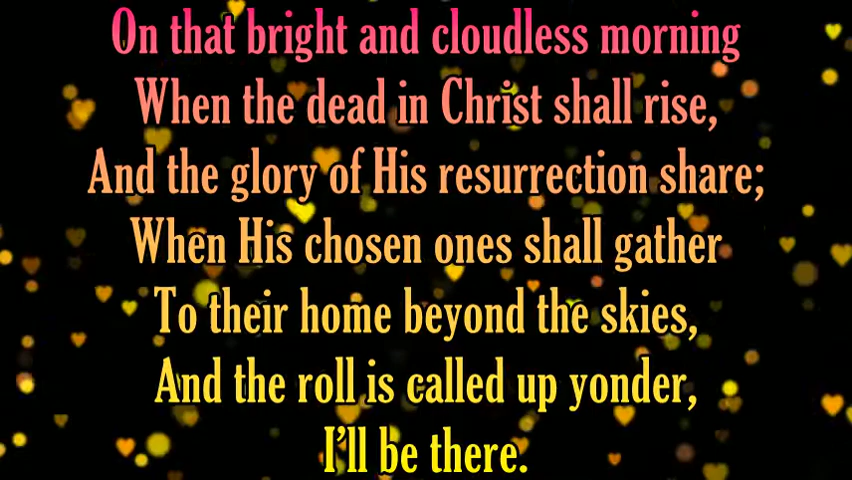 On that bright and cloudless morning
When the dead in Christ shall rise,
And the glory of His resurrection share;
When His chosen ones shall gather
To their home beyond the skies,
And the roll is called up yonder,
I'll be there.